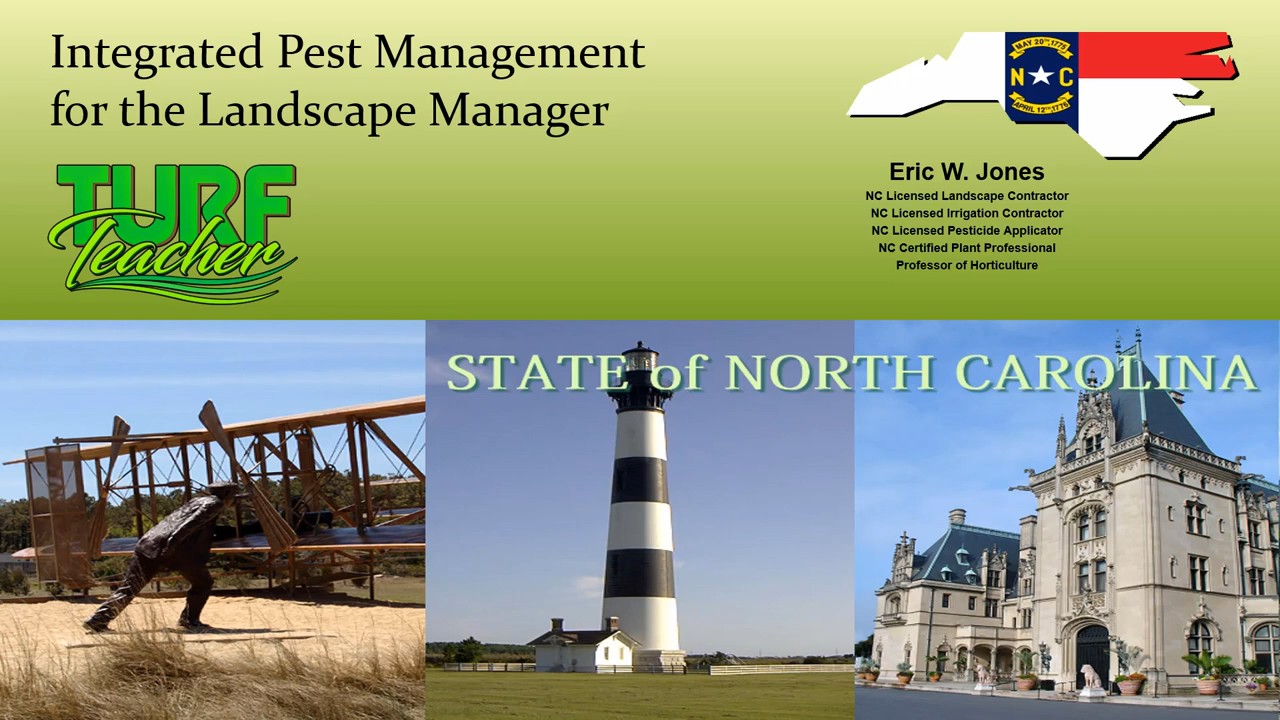 Integrated Pest Management
for the Landscape Manager
TURF
Teacher
MAY 20TH, 1775
N C
APRIL 12TH, 1776
Eric W. Jones
NC Licensed Landscape Contractor
NC Licensed Irrigation Contractor
NC Licensed Pesticide Applicator
NC Certified Plant Professional
Professor of Horticulture
STATE of NORTH CAROLINA